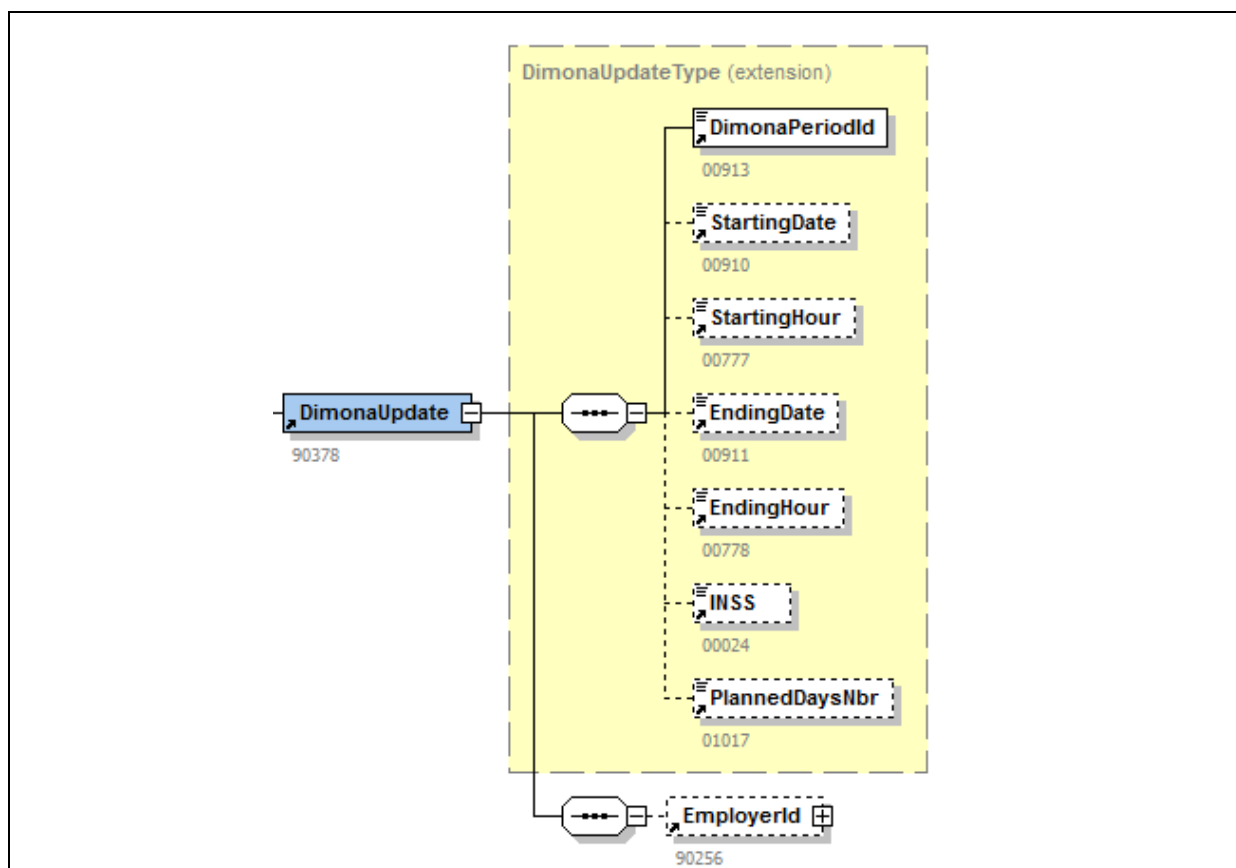 DimonaUpdateType (extension)
DimonaPeriodId
00913
StartingDate
00910
StartingHour
00777
DimonaUpdate
90378
EndingDate
00911
EndingHour
00778
INSS
00024
PlannedDaysNbr
01017
EmployerId
90256